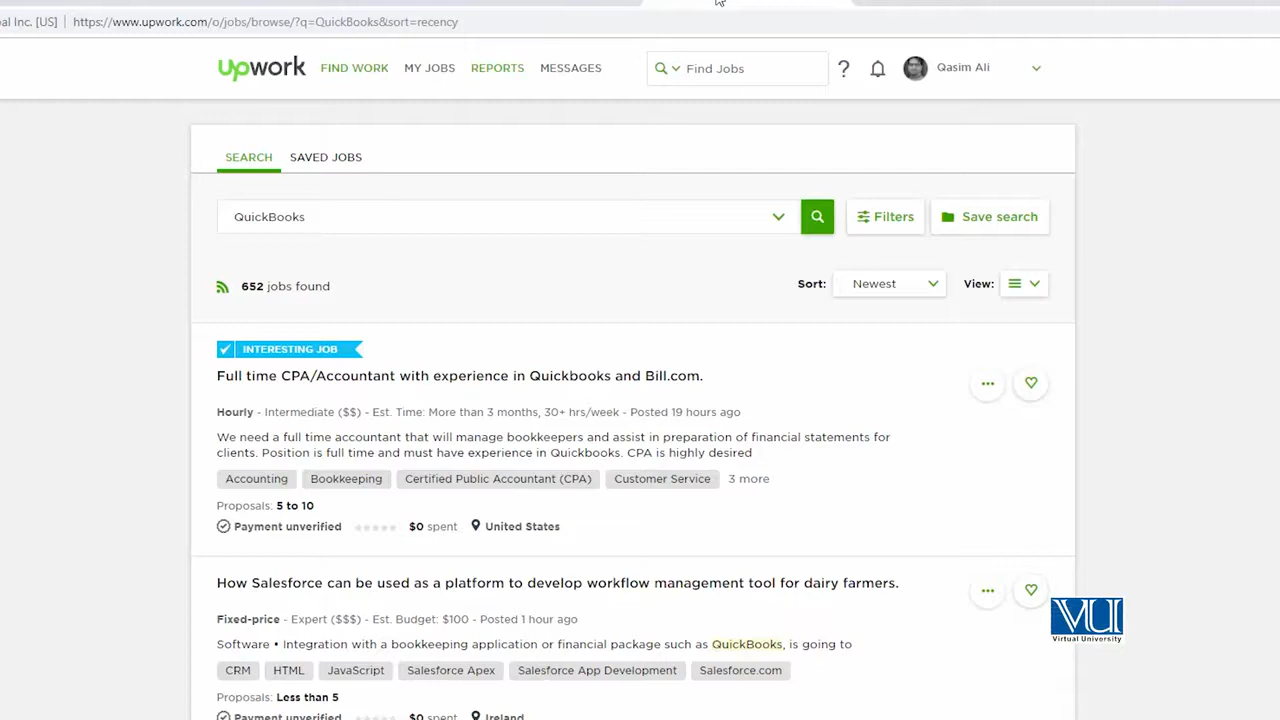 al Inc. [US] | https://www.upwork.com/o/jobs/browse/?q=QuickBooks&sort=recency
upwork FIND WORK MY JOBS REPORTS MESSAGES Find Jobs ? Qasim Ali
SEARCH SAVED JOBS
QuickBooks Filters Save search
652 jobs found Sort: Newest View:
INTERESTING JOB
Full time CPA/Accountant with experience in Quickbooks and Bill.com.
Hourly - Intermediate ($$) - Est. Time: More than 3 months, 30+ hrs/week - Posted 19 hours ago
We need a full time accountant that will manage bookkeepers and assist in preparation of financial statements for
clients. Position is full time and must have experience in Quickbooks. CPA is highly desired
Accounting Bookkeeping Certified Public Accountant (CPA) Customer Service 3 more
Proposals: 5 to 10
Payment unverified $0 spent United States
How Salesforce can be used as a platform to develop workflow management tool for dairy farmers.
Fixed-price - Expert ($$$) - Est. Budget: $100 - Posted 1 hour ago
Software • Integration with a bookkeeping application or financial package such as QuickBooks, is going to
CRM HTML JavaScript Salesforce Apex Salesforce App Development Salesforce.com
Proposals: Less than 5
Payment unverified $0 spent Ireland
VU
Virtual University